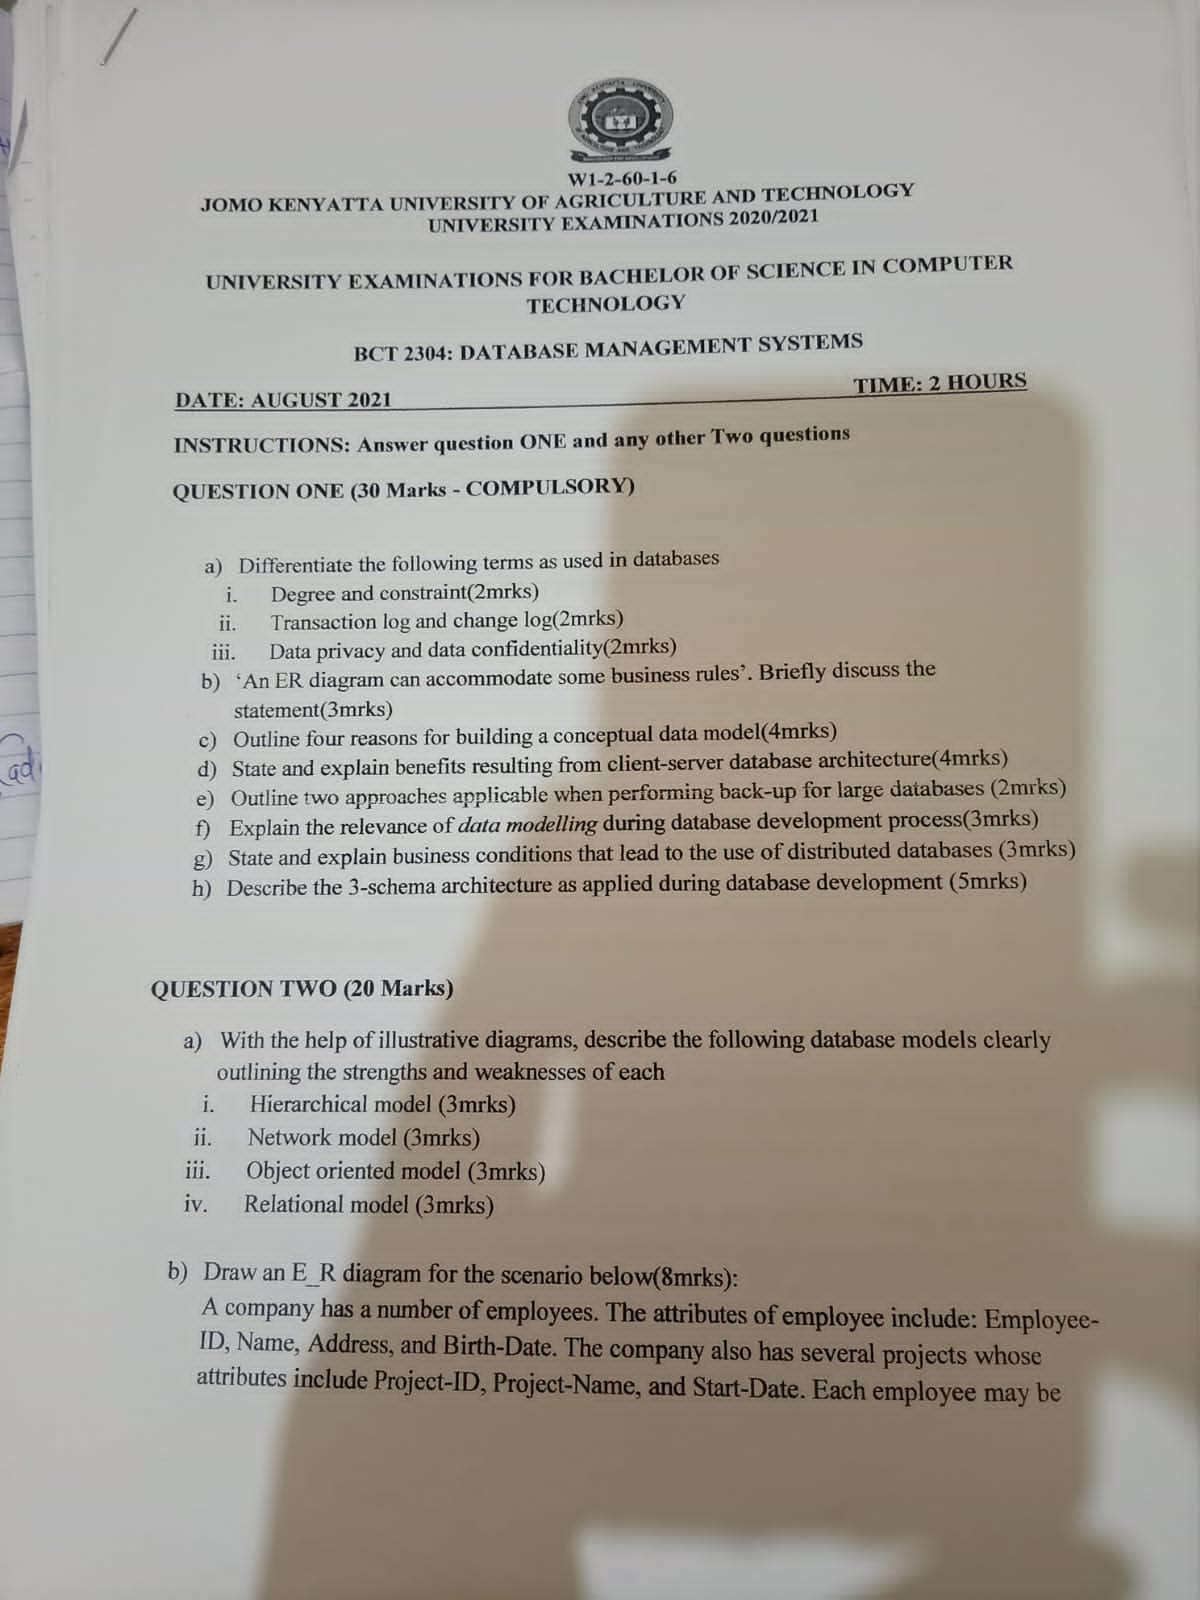 W1-2-60-1-6
JOMO KENYATTA UNIVERSITY OF AGRICULTURE AND TECHNOLOGY
UNIVERSITY EXAMINATIONS 2020/2021
UNIVERSITY EXAMINATIONS FOR BACHELOR OF SCIENCE IN COMPUTER
TECHNOLOGY
BCT 2304: DATABASE MANAGEMENT SYSTEMS
DATE: AUGUST 2021 TIME: 2 HOURS
INSTRUCTIONS: Answer question ONE and any other Two questions
QUESTION ONE (30 Marks - COMPULSORY)
a) Differentiate the following terms as used in databases
i. Degree and constraint(2mrks)
ii. Transaction log and change log(2mrks)
iii. Data privacy and data confidentiality(2mrks)
b) ‘An ER diagram can accommodate some business rules’. Briefly discuss the
statement(3mrks)
c) Outline four reasons for building a conceptual data model(4mrks)
d) State and explain benefits resulting from client-server database architecture(4mrks)
e) Outline two approaches applicable when performing back-up for large databases (2mrks)
f) Explain the relevance of data modelling during database development process(3mrks)
g) State and explain business conditions that lead to the use of distributed databases (3mrks)
h) Describe the 3-schema architecture as applied during database development (5mrks)
QUESTION TWO (20 Marks)
a) With the help of illustrative diagrams, describe the following database models clearly
outlining the strengths and weaknesses of each
i. Hierarchical model (3mrks)
ii. Network model (3mrks)
iii. Object oriented model (3mrks)
iv. Relational model (3mrks)
b) Draw an E_R diagram for the scenario below(8mrks):
A company has a number of employees. The attributes of employee include: Employee-
ID, Name, Address, and Birth-Date. The company also has several projects whose
attributes include Project-ID, Project-Name, and Start-Date. Each employee may be